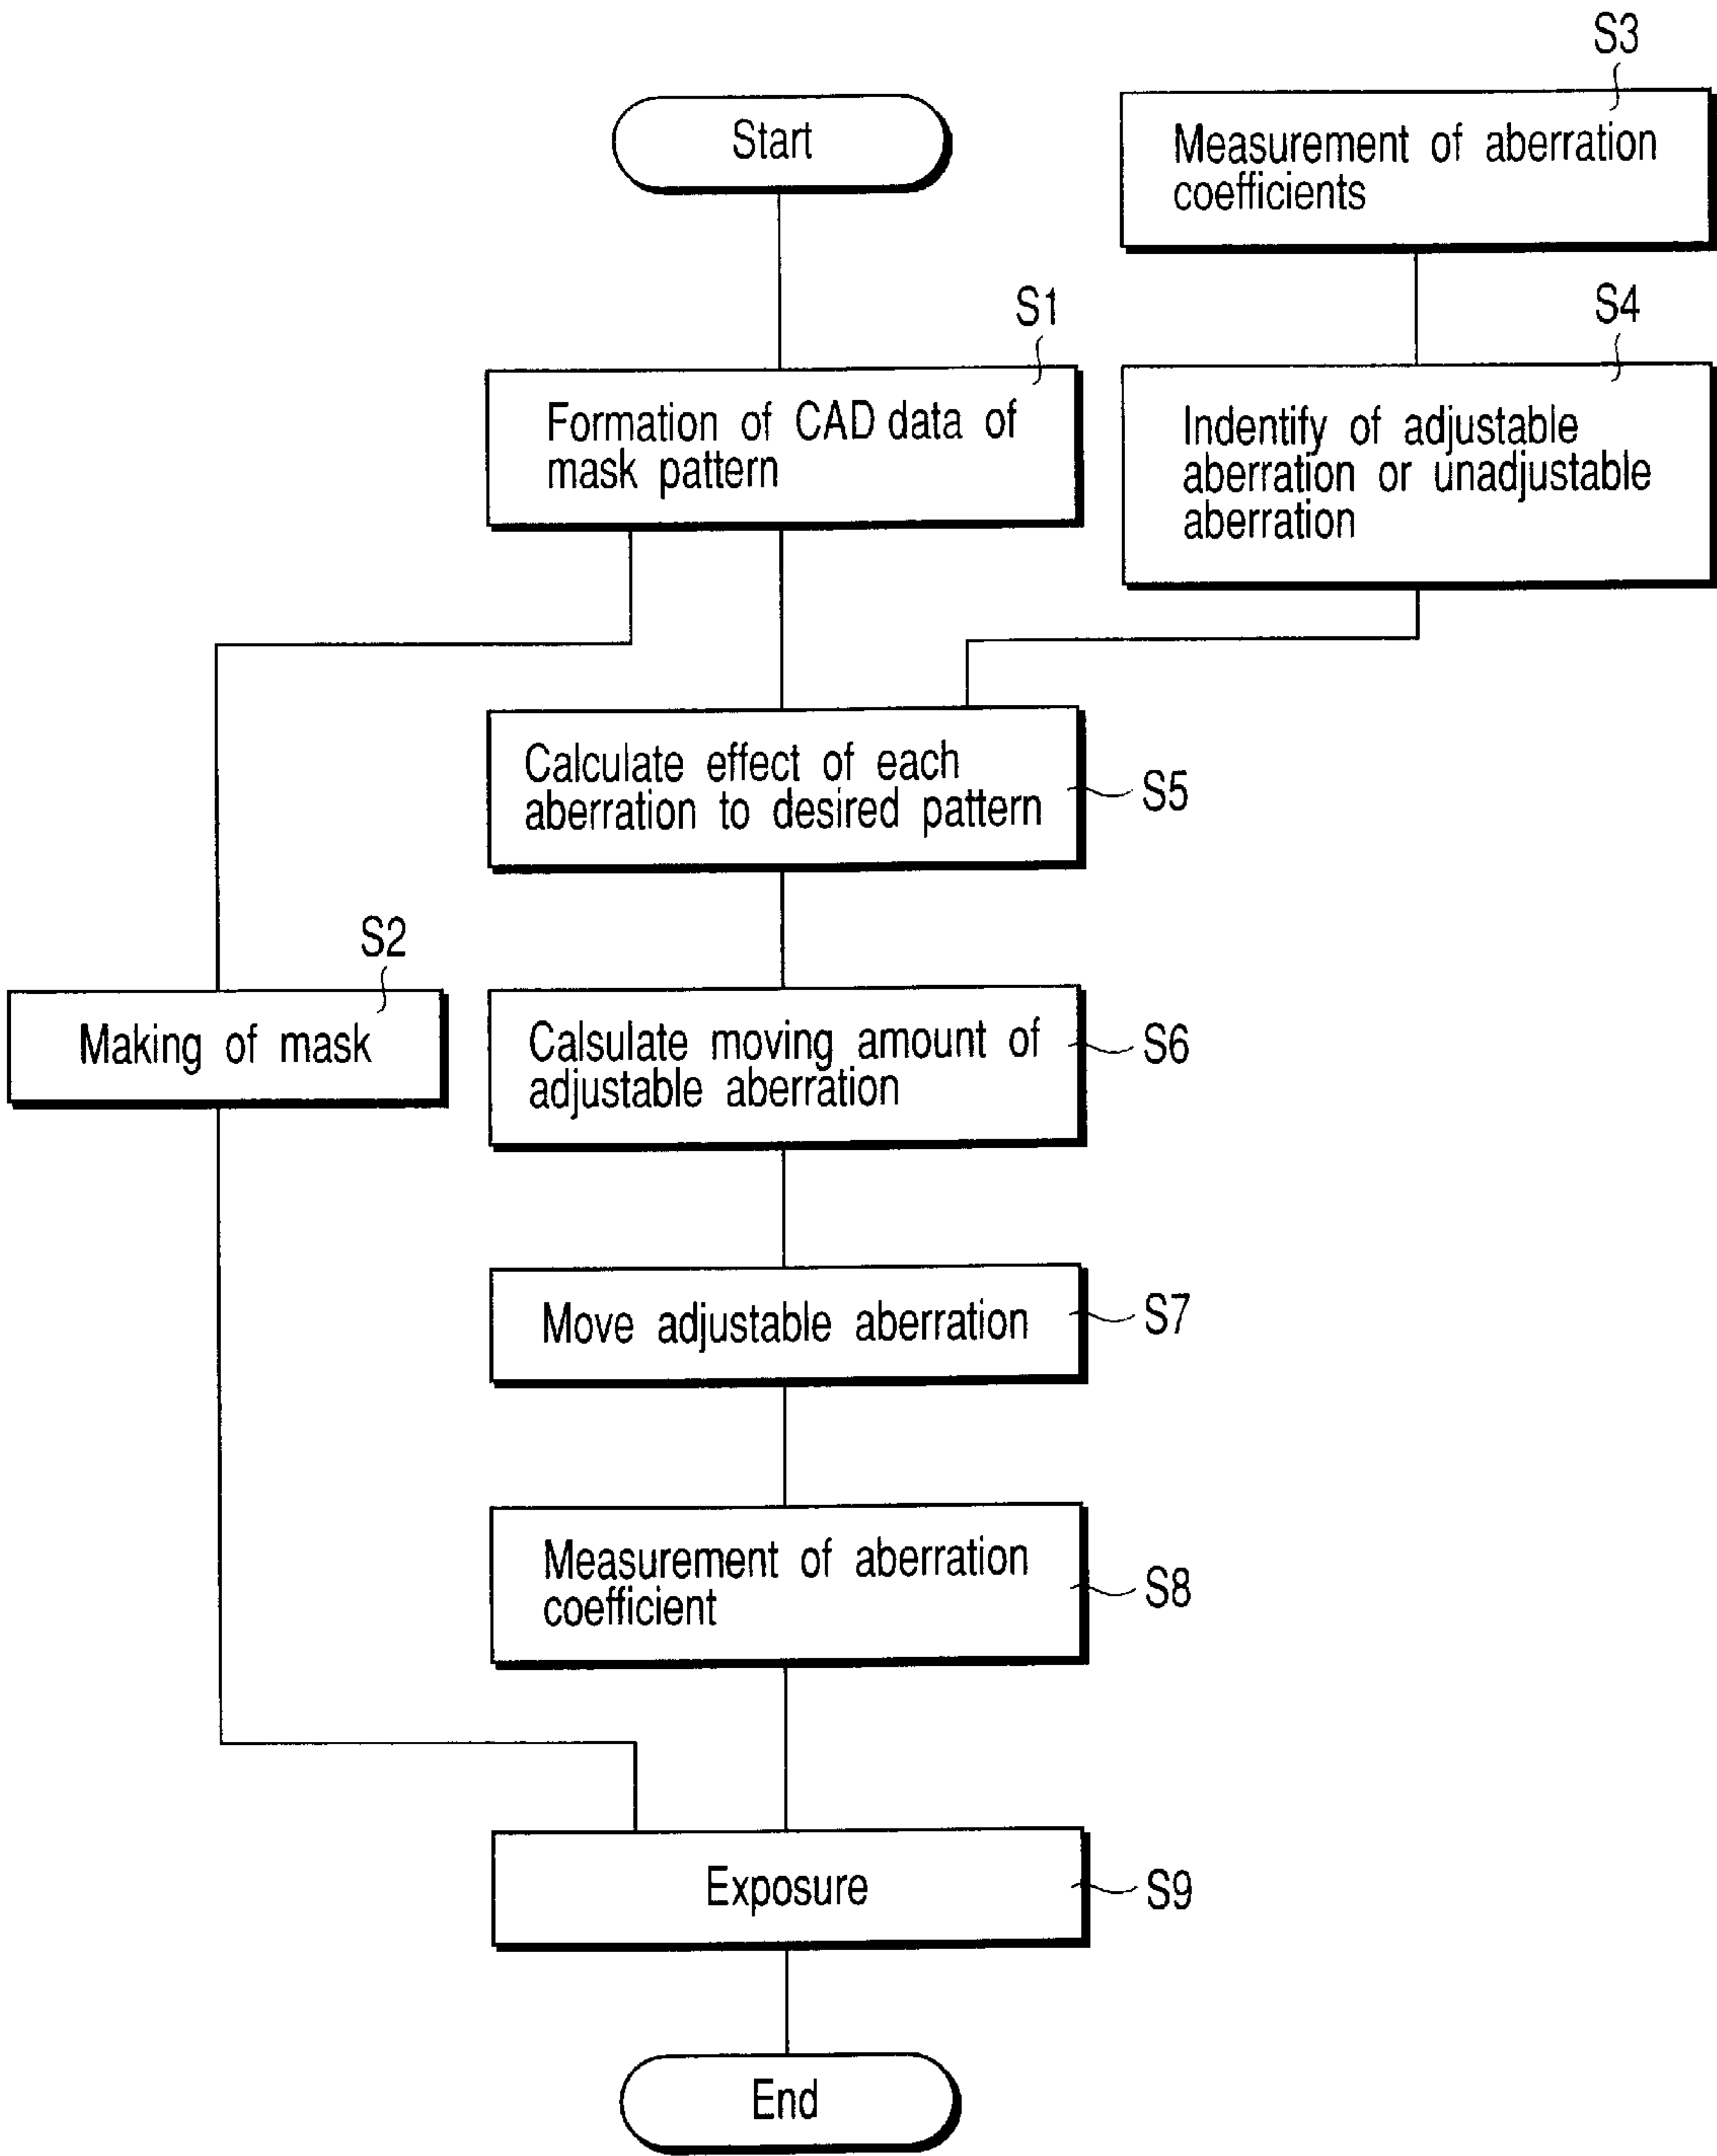 S3
Start
Measurement of aberration
coefficients
S1
S4
Formation of CAD data of
mask pattern
Indentify of adjustable
aberration or unadjustable
aberration
Calculate effect of each
aberration to desired pattern
S5
S2
Making of mask
Calsulate moving amount of
adjustable aberration
S6
Move adjustable aberration
S7
Measurement of aberration
coefficient
S8
Exposure
S9
End